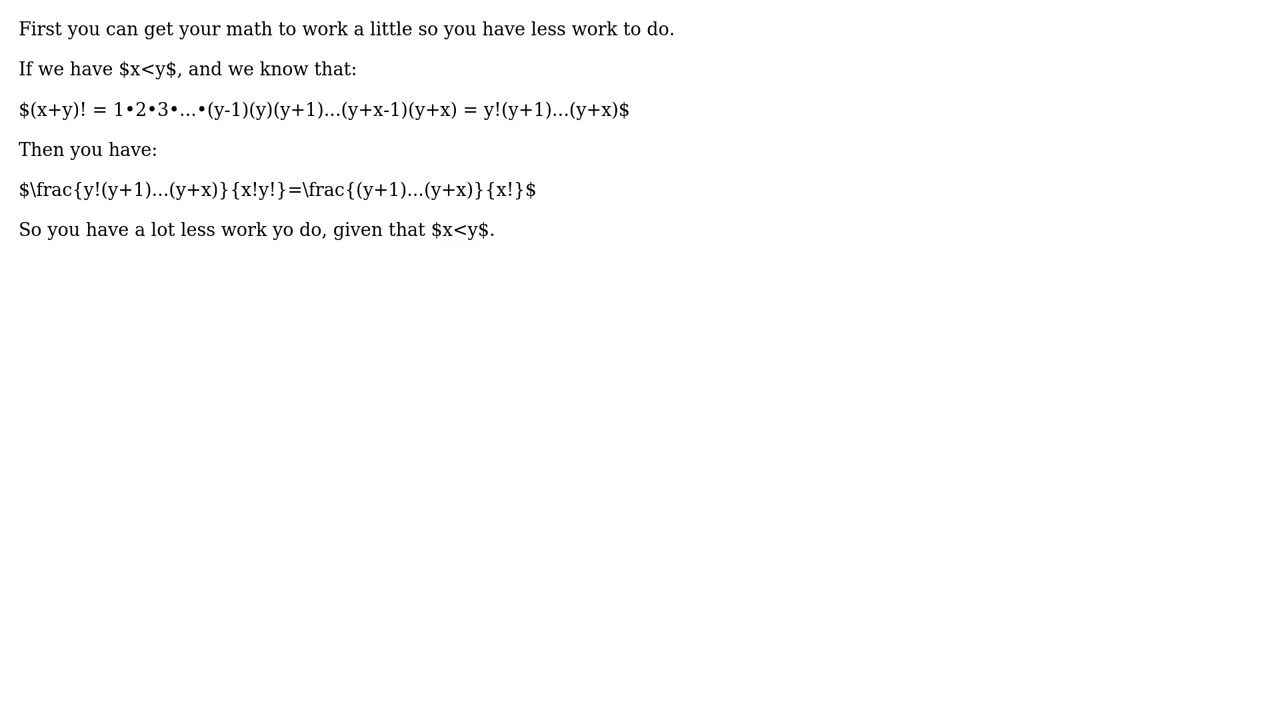 First you can get your math to work a little so you have less work to do.
If we have $x<y$, and we know that:
$(x+y)! = 1•2•3•...•(y-1)(y)(y+1)...(y+x-1)(y+x) = y!(y+1)...(y+x)$
Then you have:
$\frac{y!(y+1)...(y+x)}{x!y!}=\frac{(y+1)...(y+x)}{x!}$
So you have a lot less work yo do, given that $x<y$.